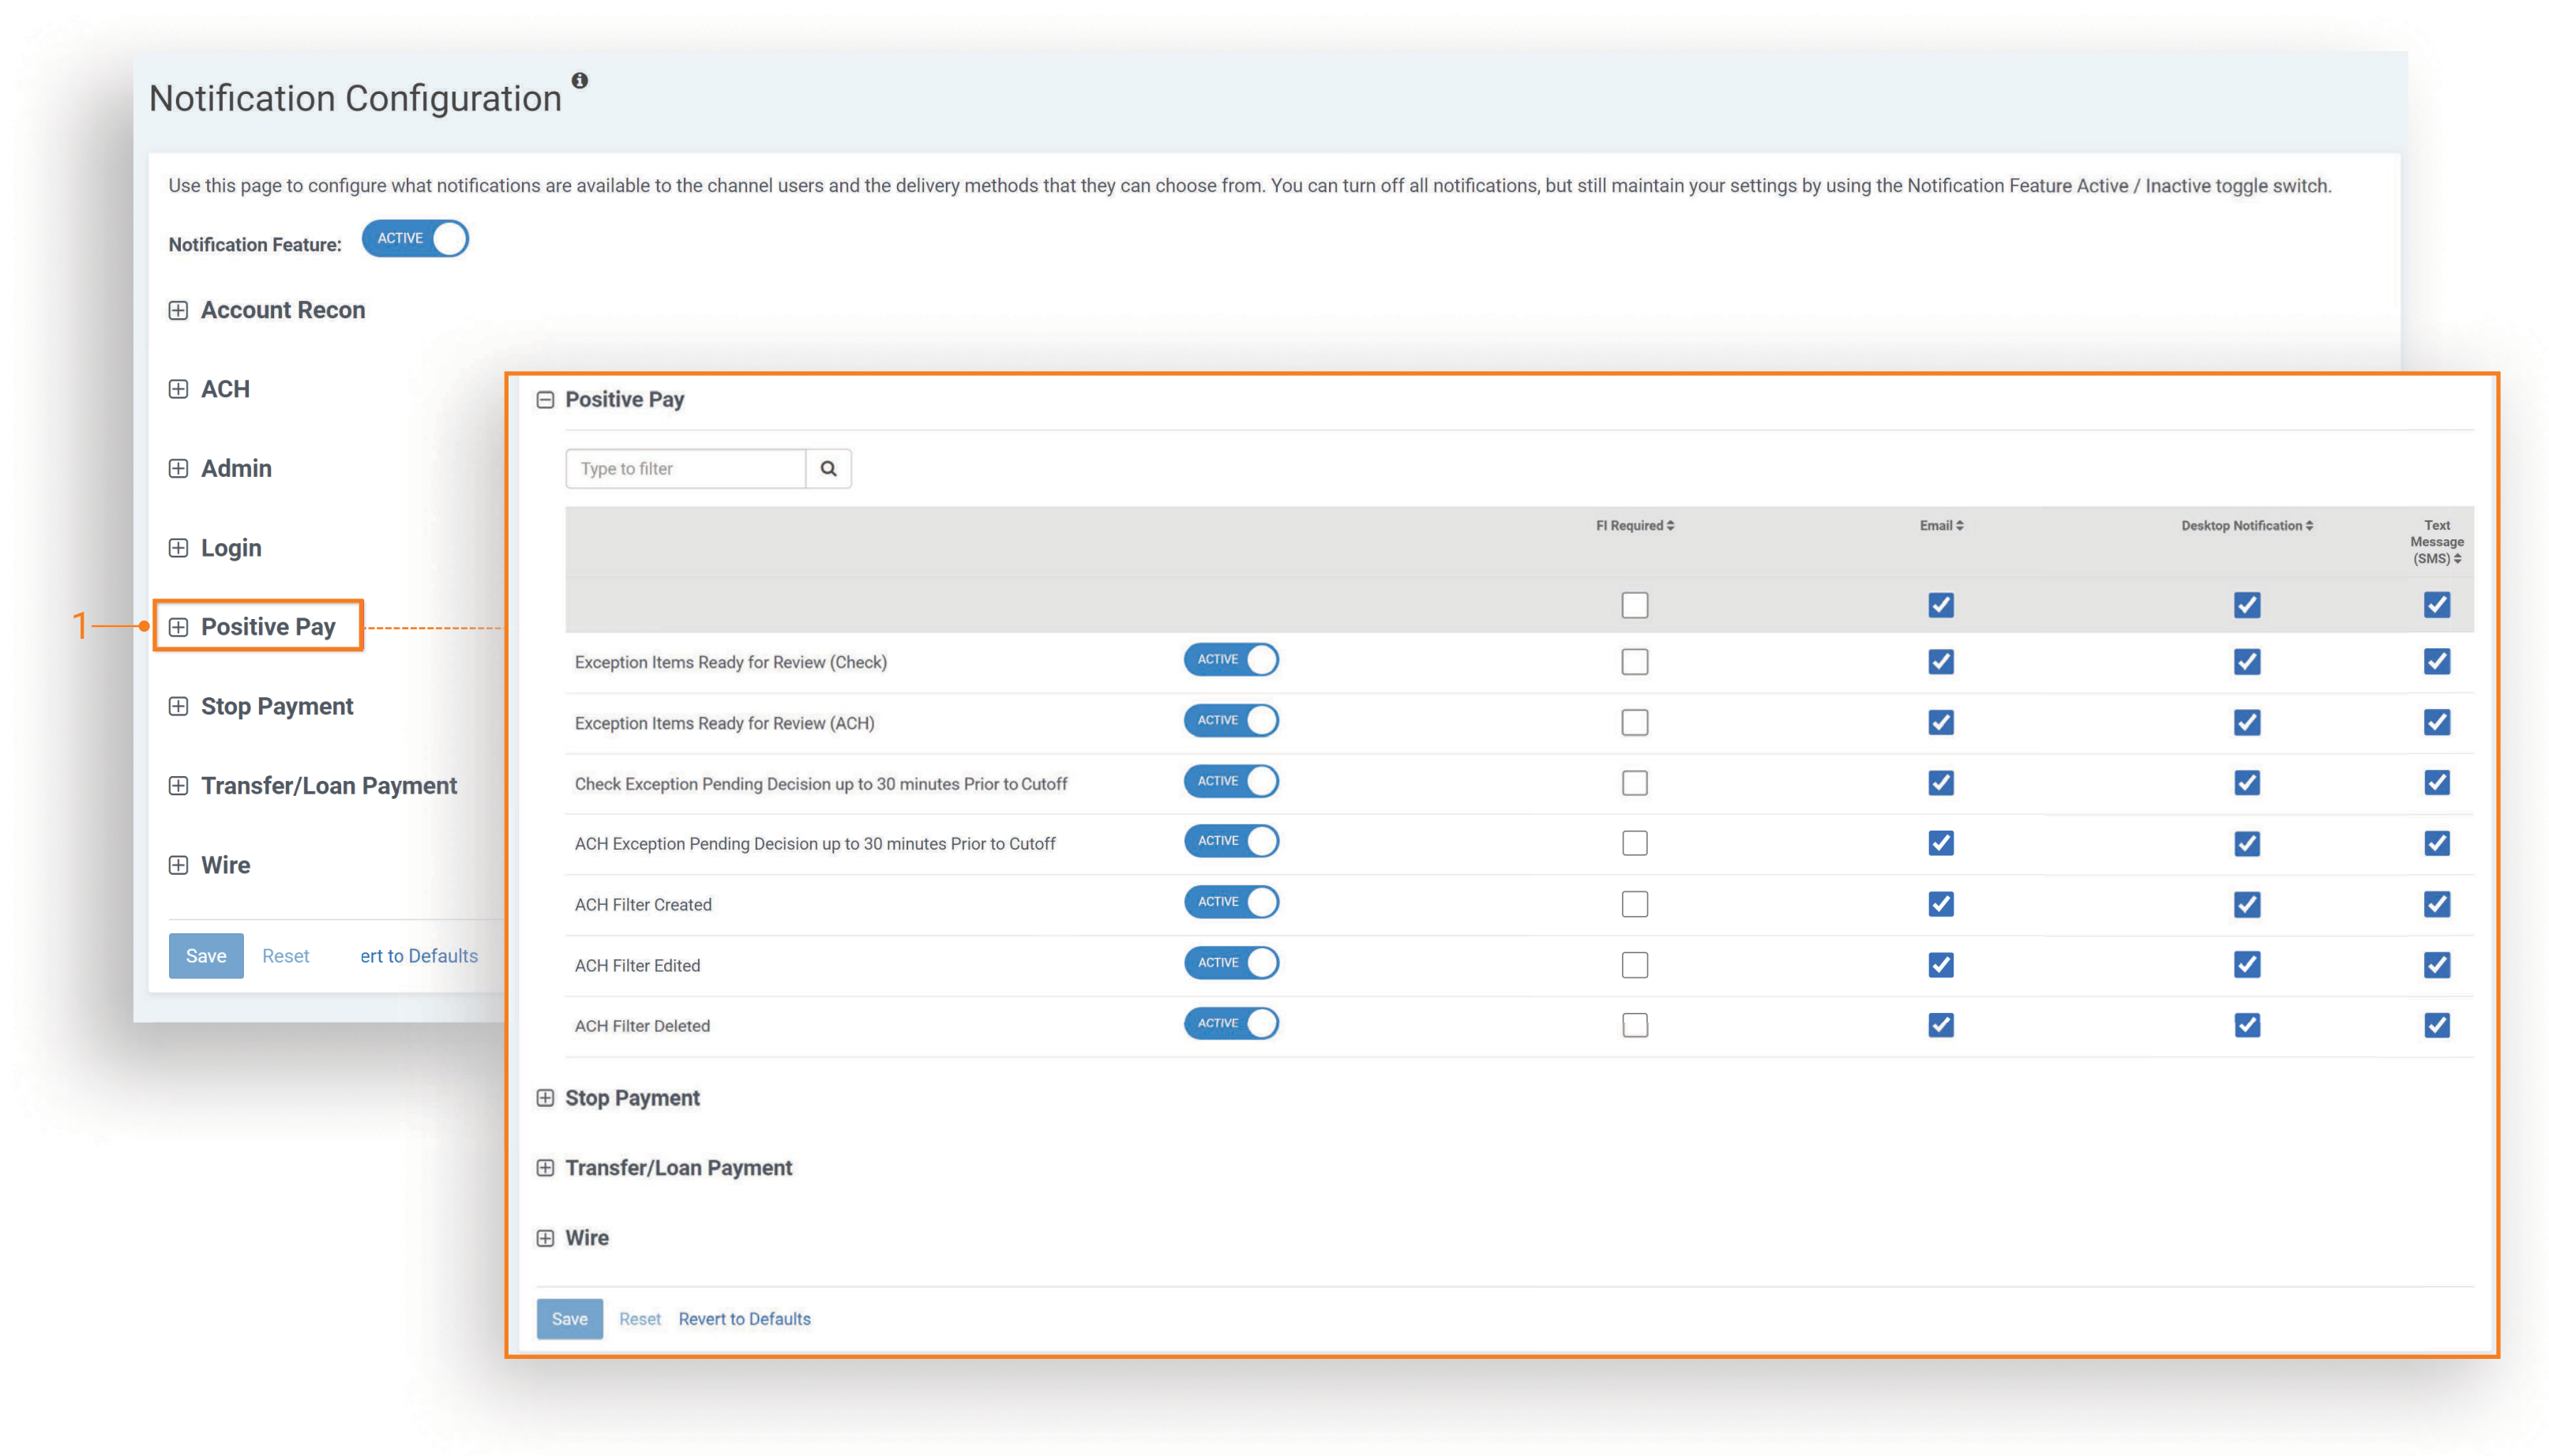 Notification Configuration
Use this page to configure what notifications are available to the channel users and the delivery methods that they can choose from. You can turn off all notifications, but still maintain your settings by using the Notification Feature Active / Inactive toggle switch.
Notification Feature: ACTIVE
Account Recon
ACH
Admin
Login
1 Positive Pay
Stop Payment
Transfer/Loan Payment
Wire
Save Reset ert to Defaults
Positive Pay
Type to filter
FI Required Email Desktop Notification Text
Message
(SMS)
Exception Items Ready for Review (Check) ACTIVE
Exception Items Ready for Review (ACH) ACTIVE
Check Exception Pending Decision up to 30 minutes Prior to Cutoff ACTIVE
ACH Exception Pending Decision up to 30 minutes Prior to Cutoff ACTIVE
ACH Filter Created ACTIVE
ACH Filter Edited ACTIVE
ACH Filter Deleted ACTIVE
Stop Payment
Transfer/Loan Payment
Wire
Save Reset Revert to Defaults